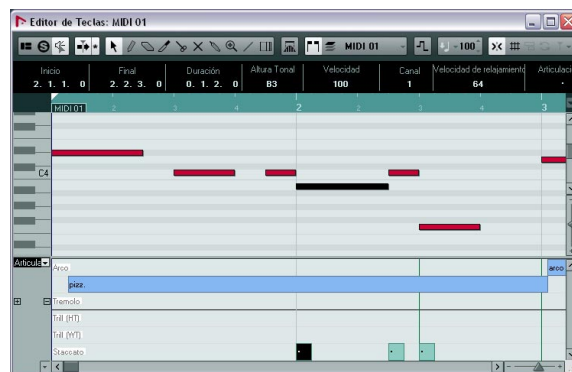 Editor de Teclas: MIDI 01
MIDI 01
100
Inicio Final Duración Altura Tonal Velocidad Canal Velocidad de relajamiento Articulaci
2. 1. 1. 0 2. 2. 3. 0 0. 1. 2. 0 B3 100 1 64
MIDI 01 2 3 4 2 2 3 4 3
C4
Articula
Arco arco
pizz.
Tremolo
Trill (HT)
Trill (WT)
Staccato